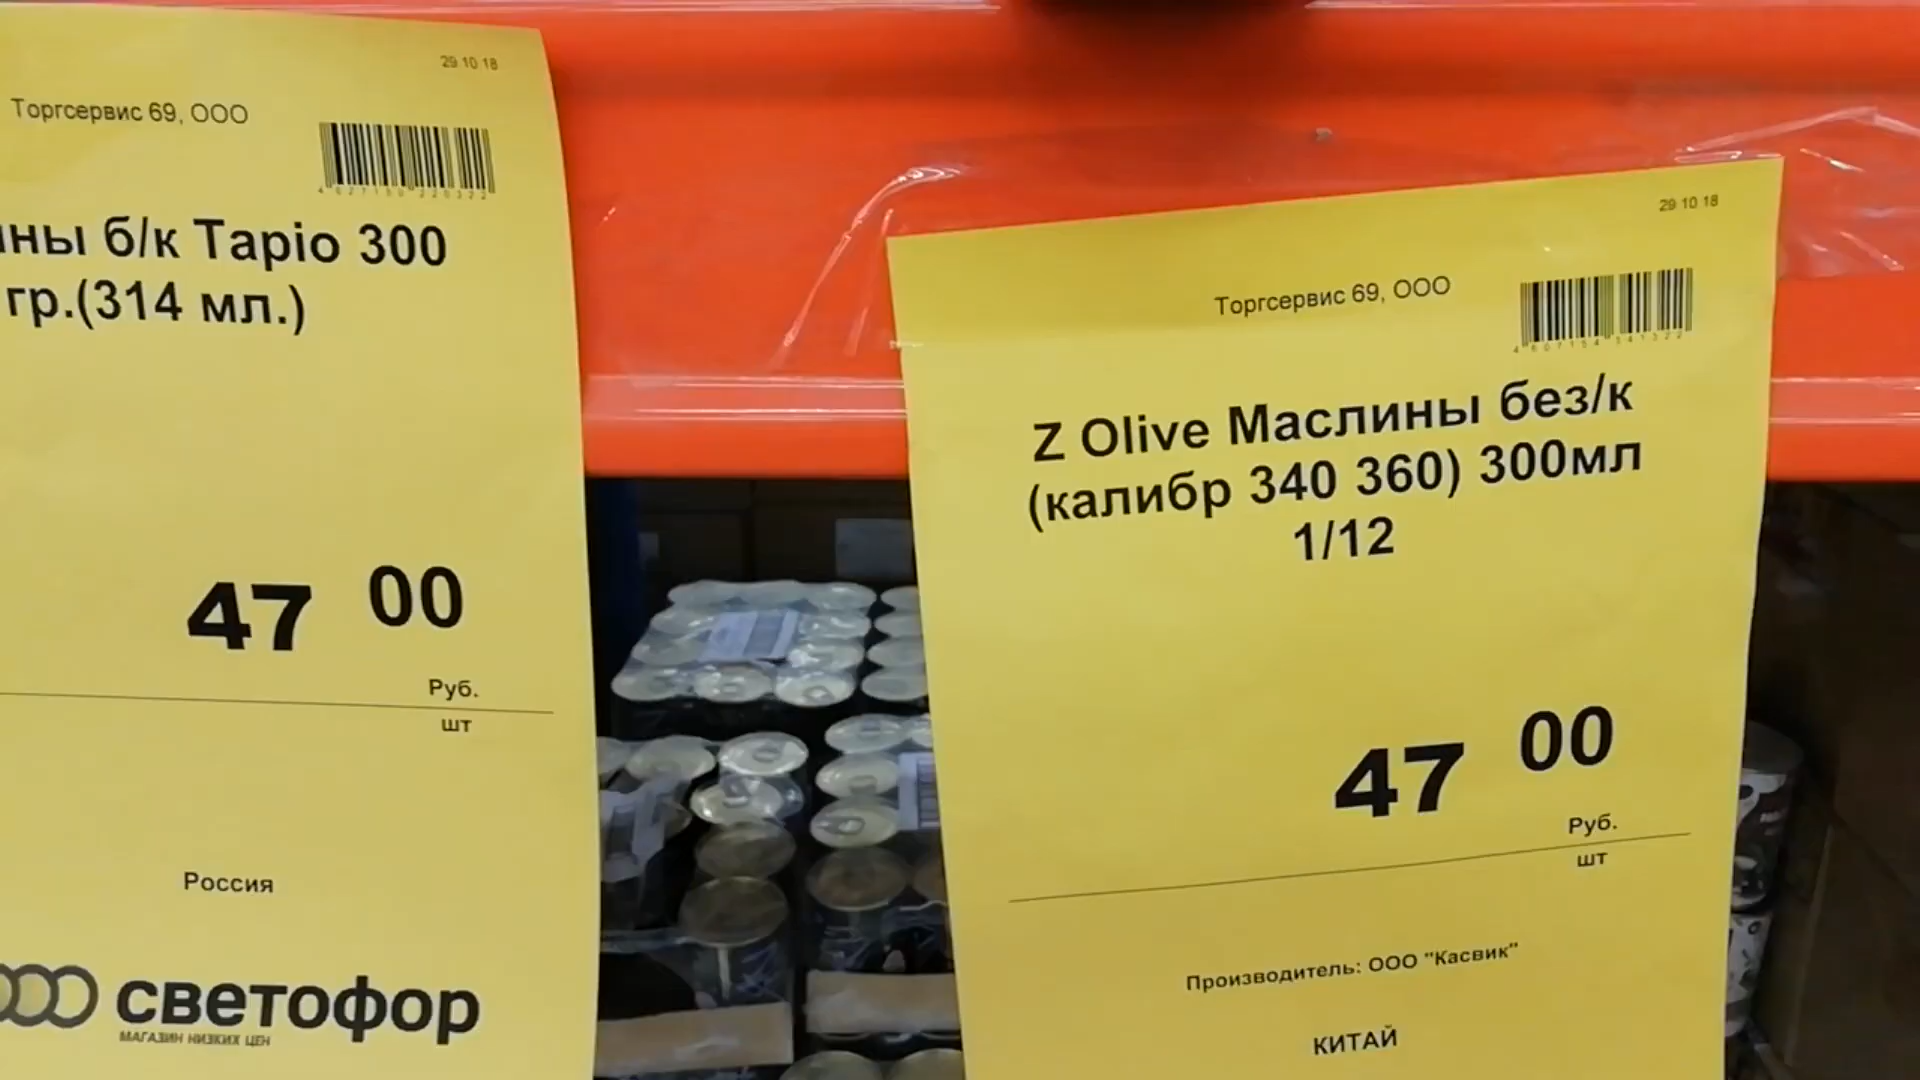 29 10 18
Торгсервис 69, ООО
б/к Tapio 300
гр.(314 мл.)
47 00
Руб.
шт
Россия
светофор
МАГАЗИН НИЗКИХ ЦЕН
29 10 18
Торгсервис 69, ООО
Z Olive Маслины без/к
(калибр 340 360) 300мл
1/12
47 00
Руб.
шт
Производитель: ООО "Касвик"
КИТАЙ